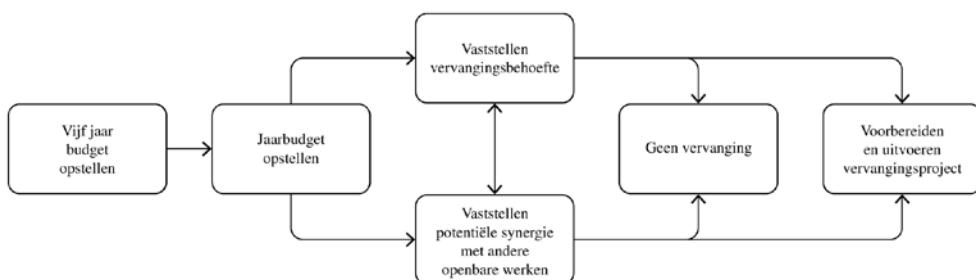 Vijf jaar
budget
opstellen
Jaarbudget
opstellen
Vaststellen
vervangingsbehoefte
Vaststellen
potentiële synergie
met andere
openbare werken
Geen vervanging
Voorbereiden
en uitvoeren
vervangingsproject